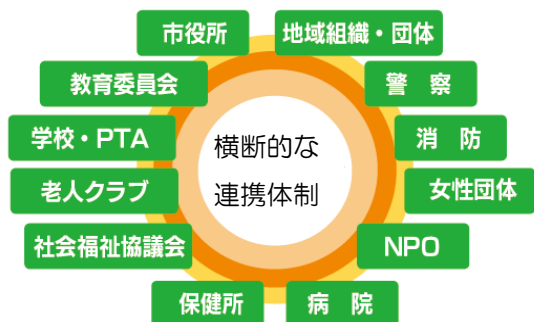 市役所
地域組織・団体
教育委員会
警 察
学校・PTA
消 防
横断的な
連携体制
老人クラブ
女性団体
社会福祉協議会
NPO
保健所
病 院